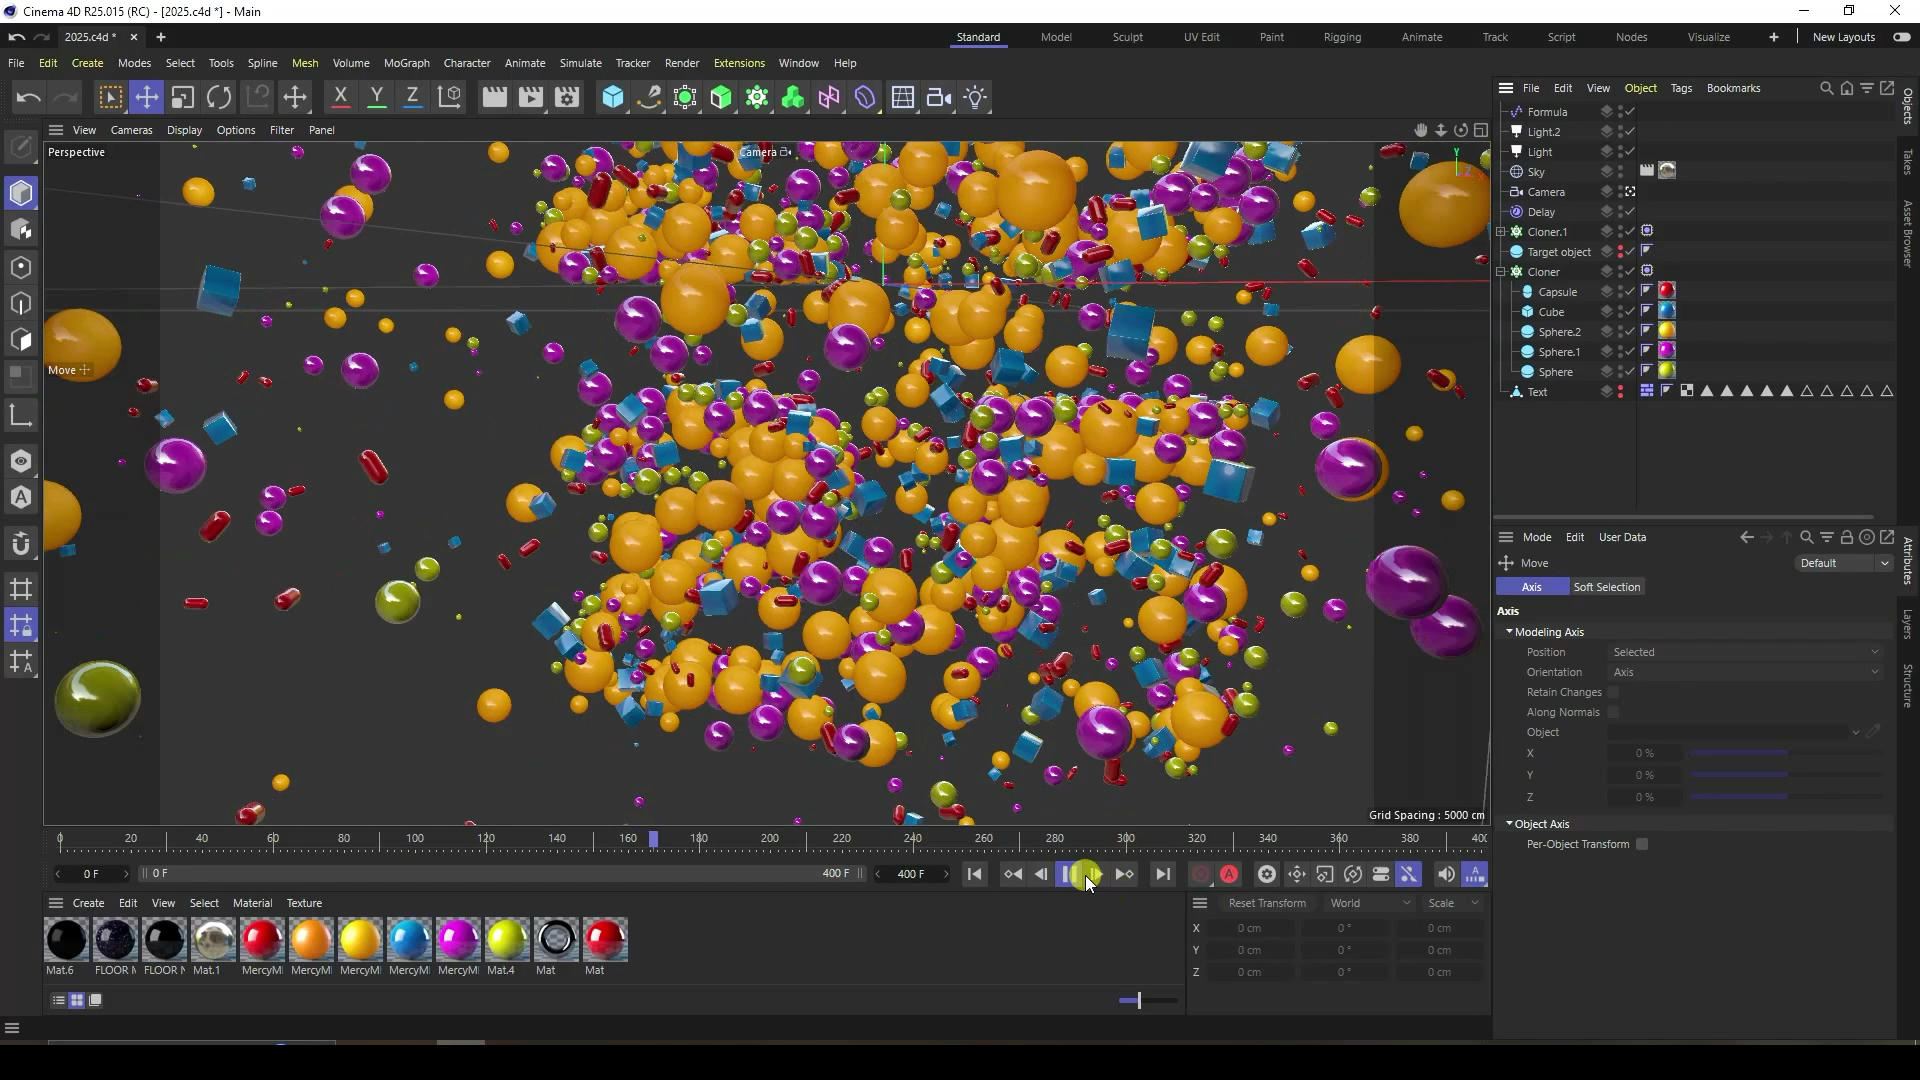 Cinema 4D R25.015 (RC) - [2025.c4d *] - Main
2025.c4d *
Standard Model Sculpt UV Edit Paint Rigging Animate Track Script Nodes Visualize New Layouts
File Edit Create Modes Select Tools Spline Mesh Volume MoGraph Character Animate Simulate Tracker Render Extensions Window Help
X Y Z
File Edit View Object Tags Bookmarks
View Cameras Display Options Filter Panel
Perspective
Camera
Y
Z
Move
Grid Spacing : 5000 cm
Formula
Light.2
Light
Sky
Camera
Delay
Cloner.1
Target object
Cloner
Capsule
Cube
Sphere.2
Sphere.1
Sphere
Text
Objects
Takes
Asset Browser
Mode Edit User Data
Move
Default
Axis Soft Selection
Axis
Modeling Axis
Position Selected
Orientation Axis
Retain Changes
Along Normals
Object
X 0 %
Y 0 %
Z 0 %
Object Axis
Per-Object Transform
Attributes
Layers
Structure
0 20 40 60 80 100 120 140 160 180 200 220 240 260 280 300 320 340 360 380 400
0 F 0 F 400 F 400 F
Create Edit View Select Material Texture
Mat.6 FLOOR M FLOOR M Mat.1 MercyM MercyM MercyM MercyM MercyM Mat.4 Mat Mat
Reset Transform World Scale
X 0 cm 0 ° 0 cm
Y 0 cm 0 ° 0 cm
Z 0 cm 0 ° 0 cm